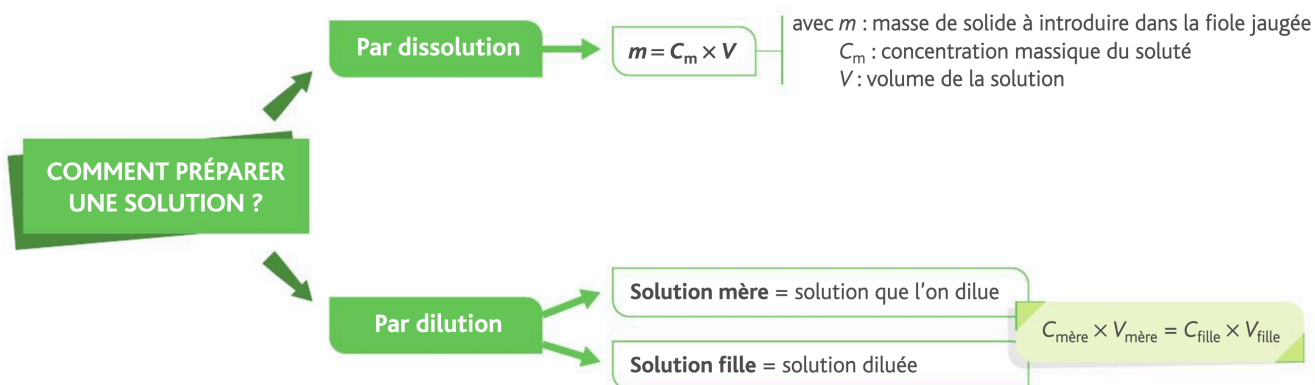 COMMENT PRÉPARER
UNE SOLUTION ?
Par dissolution
m = Cm × V
avec m : masse de solide à introduire dans la fiole jaugée
Cm : concentration massique du soluté
V : volume de la solution
Par dilution
Solution mère = solution que l'on dilue
Solution fille = solution diluée
Cmère × Vmère = Cfille × Vfille